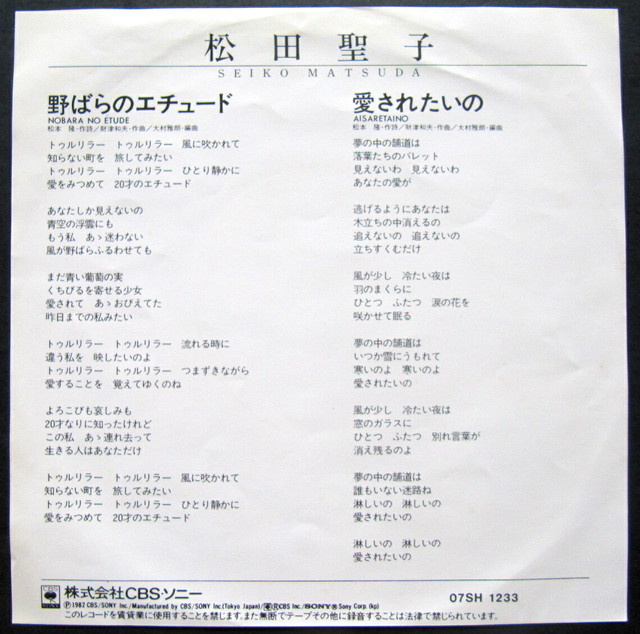 松田聖子
SEIKO MATSUDA
野ばらのエチュード
NOBARA NO ETUDE
松本 隆・作詩／財津和夫・作曲／大村雅朗・編曲
トゥルリラー トゥルリラー 風に吹かれて
知らない町を 旅してみたい
トゥルリラー トゥルリラー ひとり静かに
愛をみつめて 20才のエチュード
あなたしか見えないの
青空の浮雲にも
もう私 あゝ迷わない
風が野ばらふるわせても
まだ青い葡萄の実
くちびるを寄せる少女
愛されて あゝおびえてた
昨日までの私みたい
トゥルリラー トゥルリラー 流れる時に
違う私を 映したいのよ
トゥルリラー トゥルリラー つまずきながら
愛することを 覚えてゆくのね
よろこびも哀しみも
20才なりに知ったけれど
この私 あゝ連れ去って
生きる人はあなただけ
トゥルリラー トゥルリラー 風に吹かれて
知らない町を 旅してみたい
トゥルリラー トゥルリラー ひとり静かに
愛をみつめて 20才のエチュード
愛されたいの
AISARETAINO
松本 隆・作詩／財津和夫・作曲／大村雅朗・編曲
夢の中の舗道は
落葉たちのパレット
見えないわ 見えないわ
あなたの愛が
逃げるようにあなたは
木立ちの中消えるの
追えないの 追えないの
立ちすくむだけ
風が少し 冷たい夜は
羽のまくらに
ひとつ ふたつ 涙の花を
咲かせて眠る
夢の中の舗道は
いつか雪にうもれて
寒いのよ 寒いのよ
愛されたいの
風が少し 冷たい夜は
窓のガラスに
ひとつ ふたつ 別れ言葉が
消え残るのよ
夢の中の舗道は
誰もいない迷路ね
淋しいの 淋しいの
愛されたいの
淋しいの 淋しいの
愛されたいの
CBS SONY
株式会社CBS・ソニー
07SH 1233
Ⓟ1982 CBS/SONY Inc./Manufactured by CBS/SONY Inc(Tokyo Japan)/ⓇCBS Inc./SONY® Sony Corp. (kp)
このレコードを賃貸業に使用することを禁じます。また無断でテープその他に録音することは法律で禁じられています。